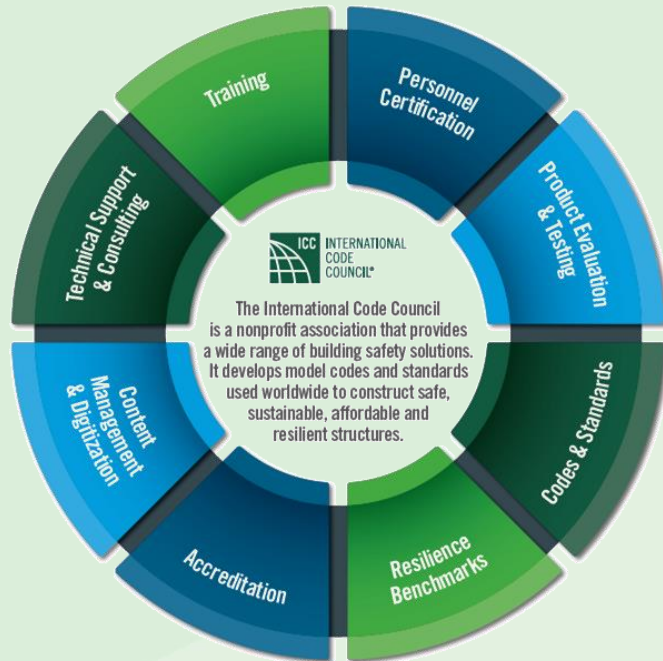 Training
Personnel
Certification
Product Evaluation
& Testing
Codes & Standards
Resilience
Benchmarks
Accreditation
Content
Management
& Digitization
Technical Support
& Consulting
ICC
INTERNATIONAL
CODE
COUNCIL®
The International Code Council
is a nonprofit association that provides
a wide range of building safety solutions.
It develops model codes and standards
used worldwide to construct safe,
sustainable, affordable and
resilient structures.